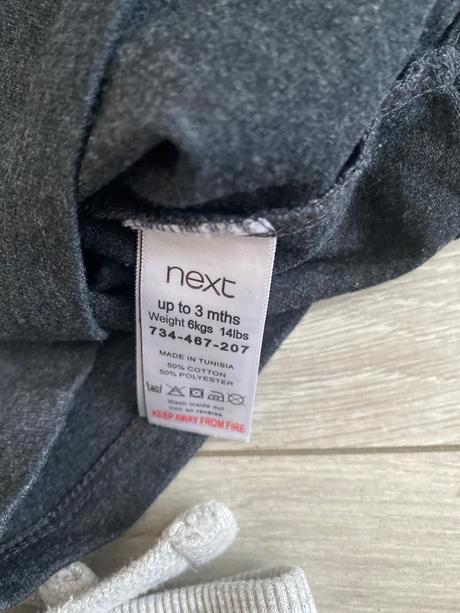 next
up to 3 mths
Weight 6kgs 14lbs
734-467-207
MADE IN TUNISIA
50% COTTON
50% POLYESTER
Wash inside out
iron on reverse
KEEP AWAY FROM FIRE